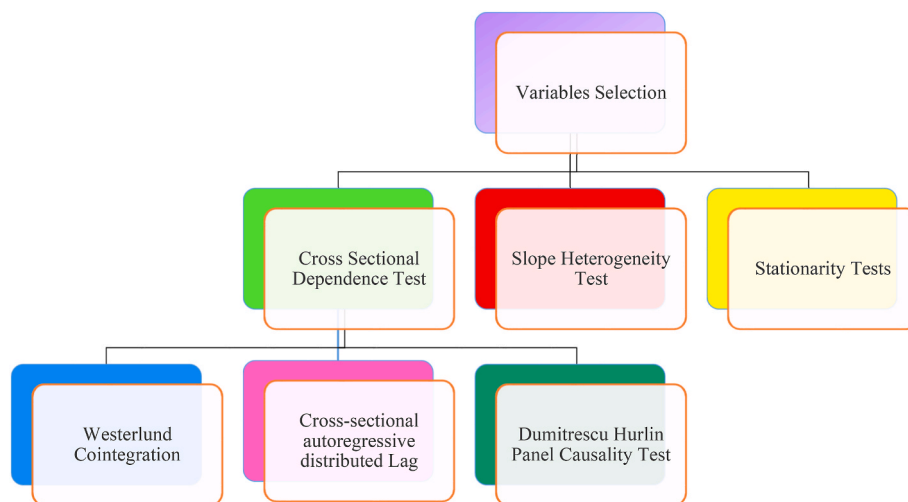 Variables Selection
Cross Sectional
Dependence Test
Slope Heterogeneity
Test
Stationarity Tests
Westerlund
Cointegration
Cross-sectional
autoregressive
distributed Lag
Dumitrescu Hurlin
Panel Causality Test